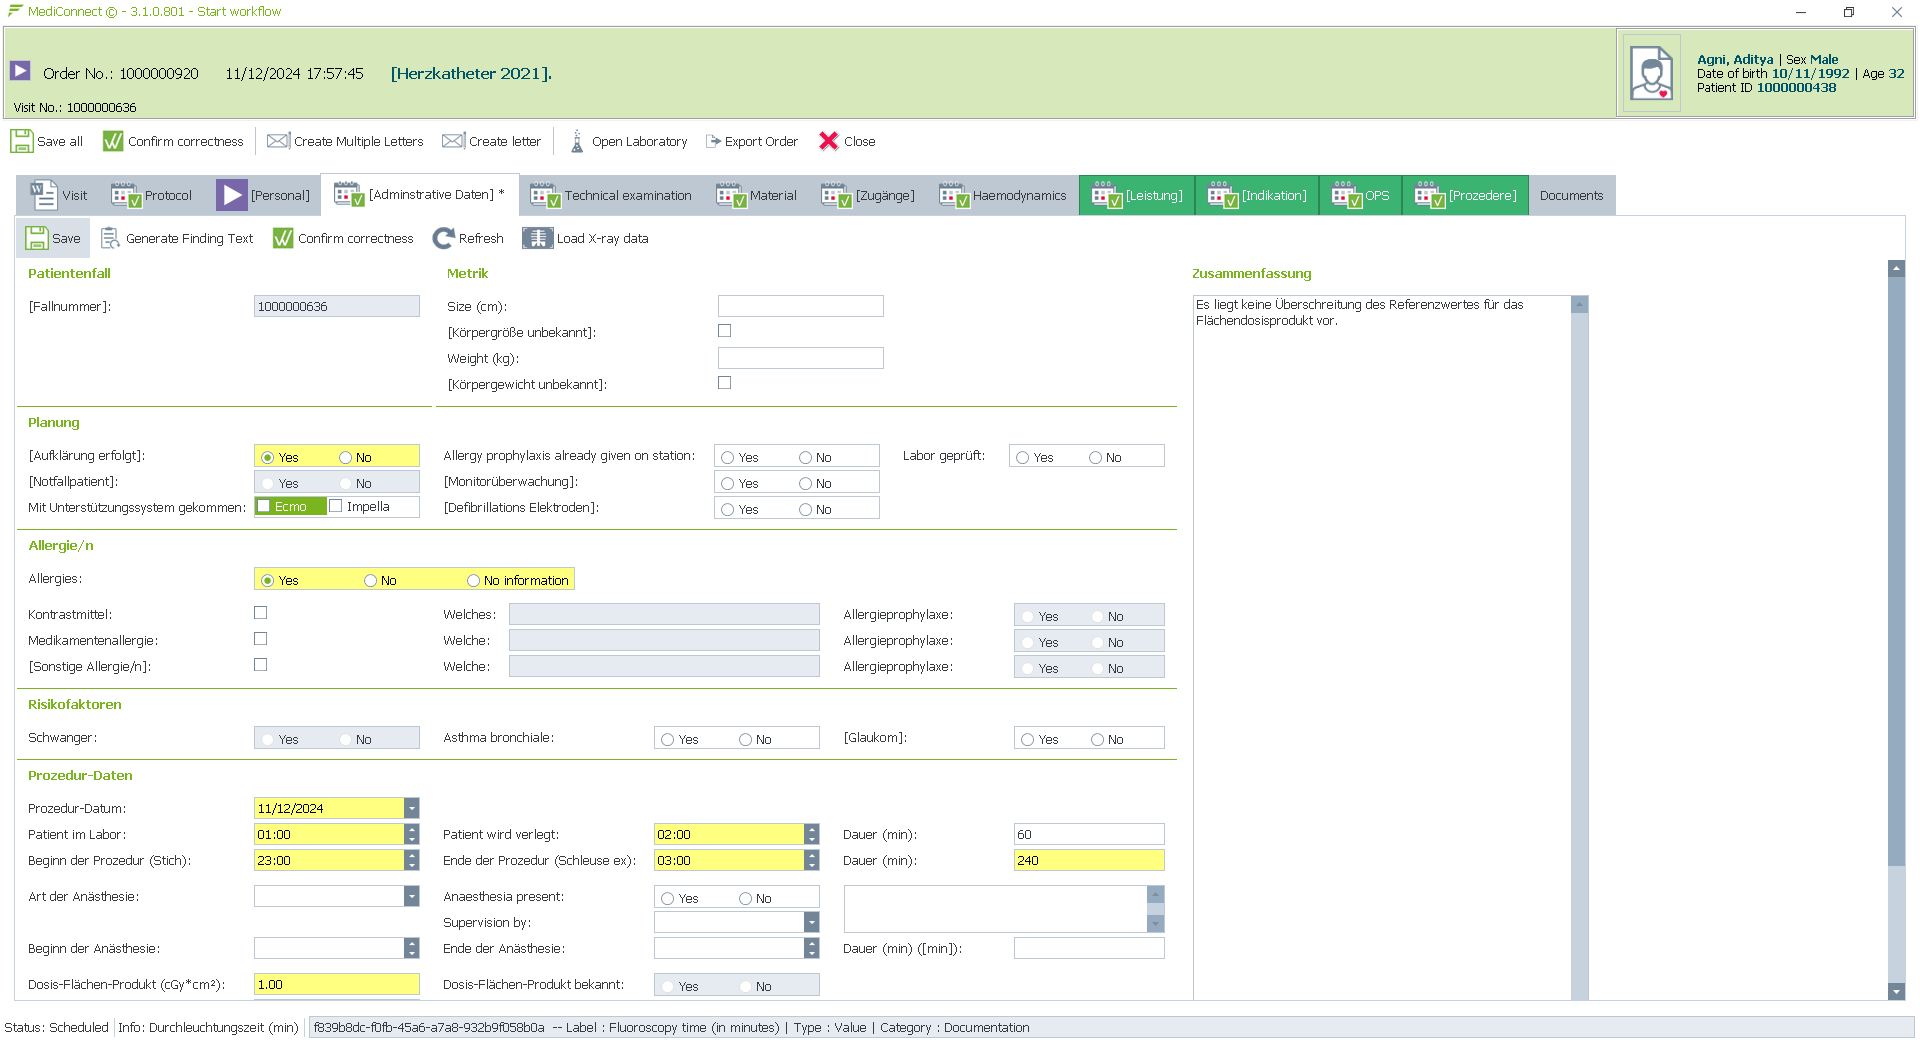 MediConnect © - 3.1.0.801 - Start workflow
Order No.: 1000000920 11/12/2024 17:57:45 [Herzkatheter 2021].
Visit No.: 1000000636
Agni, Aditya | Sex Male
Date of birth 10/11/1992 | Age 32
Patient ID 1000000438
Save all Confirm correctness Create Multiple Letters Create letter Open Laboratory Export Order Close
Visit Protocol [Personal] [Adminstrative Daten] * Technical examination Material [Zugänge] Haemodynamics [Leistung] [Indikation] OPS [Prozedere] Documents
Save Generate Finding Text Confirm correctness Refresh Load X-ray data
Patientenfall Metrik Zusammenfassung
[Fallnummer]: 1000000636 Size (cm): Es liegt keine Überschreitung des Referenzwertes für das
Flächendosisprodukt vor.
[Körpergröße unbekannt]:
Weight (kg):
[Körpergewicht unbekannt]:
Planung
[Aufklärung erfolgt]: Yes No Allergy prophylaxis already given on station: Yes No Labor geprüft: Yes No
[Notfallpatient]: Yes No [Monitorüberwachung]: Yes No
Mit Unterstützungssystem gekommen: Ecmo Impella [Defibrillations Elektroden]: Yes No
Allergie/n
Allergies: Yes No No information
Kontrastmittel: Welches: Allergieprophylaxe: Yes No
Medikamentenallergie: Welche: Allergieprophylaxe: Yes No
[Sonstige Allergie/n]: Welche: Allergieprophylaxe: Yes No
Risikofaktoren
Schwanger: Yes No Asthma bronchiale: Yes No [Glaukom]: Yes No
Prozedur-Daten
Prozedur-Datum: 11/12/2024
Patient im Labor: 01:00 Patient wird verlegt: 02:00 Dauer (min): 60
Beginn der Prozedur (Stich): 23:00 Ende der Prozedur (Schleuse ex): 03:00 Dauer (min): 240
Art der Anästhesie: Anaesthesia present: Yes No
Supervision by:
Beginn der Anästhesie: Ende der Anästhesie: Dauer (min) ([min]):
Dosis-Flächen-Produkt (cGy*cm²): 1.00 Dosis-Flächen-Produkt bekannt: Yes No
Status: Scheduled Info: Durchleuchtungszeit (min) f839b8dc-f0fb-45a6-a7a8-932b9f058b0a -- Label : Fluoroscopy time (in minutes) | Type : Value | Category : Documentation